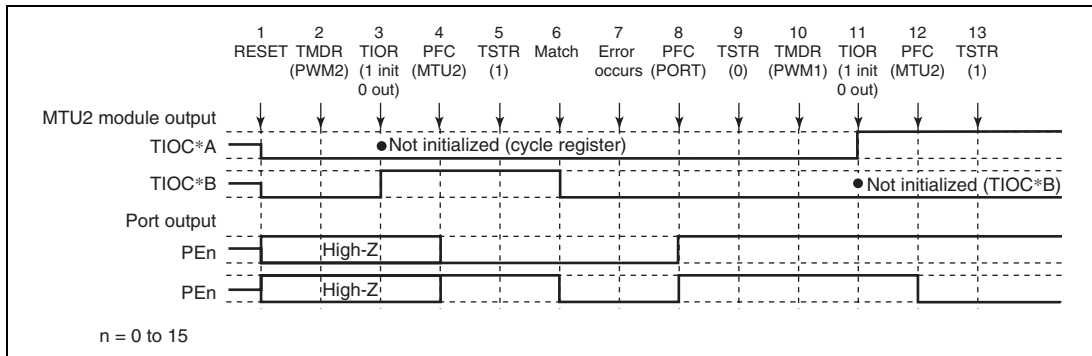 1 2 3 4 5 6 7 8 9 10 11 12 13
RESET TMDR TIOR PFC TSTR Match Error PFC TSTR TMDR TIOR PFC TSTR
(PWM2) (1 init (MTU2) (1) occurs (PORT) (0) (PWM1) (1 init (MTU2) (1)
0 out) 0 out)
MTU2 module output
TIOC*A ●Not initialized (cycle register)
TIOC*B ● Not initialized (TIOC*B)
Port output
PEn High-Z
PEn High-Z
n = 0 to 15